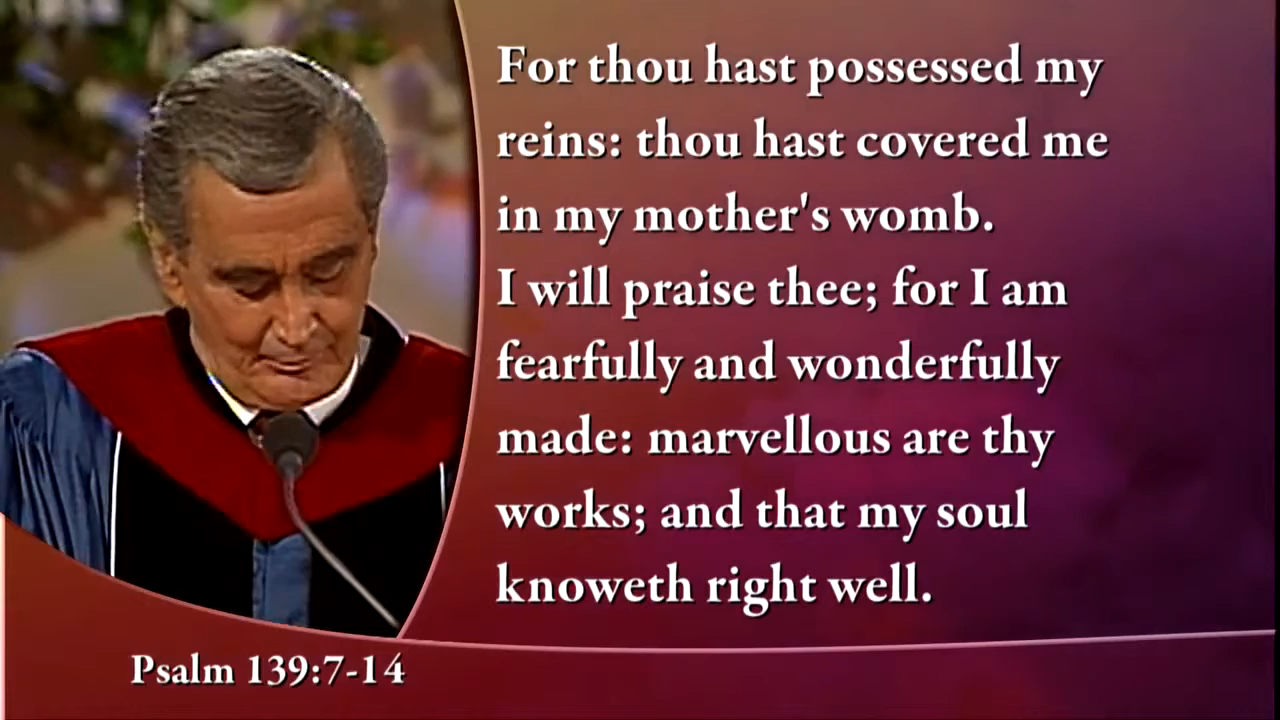 For thou hast possessed my
reins: thou hast covered me
in my mother's womb.
I will praise thee; for I am
fearfully and wonderfully
made: marvellous are thy
works; and that my soul
knoweth right well.
Psalm 139:7-14